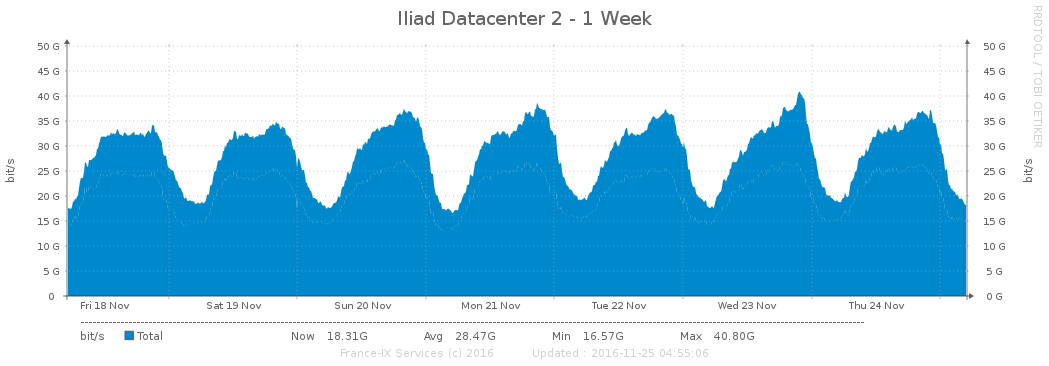 Iliad Datacenter 2 - 1 Week
RRDTOOL / TOBI OETIKER
50 G 50 G
45 G 45 G
40 G 40 G
35 G 35 G
30 G 30 G
25 G 25 G
20 G 20 G
15 G 15 G
10 G 10 G
5 G 5 G
0 0 G
bit/s bit/s
Fri 18 Nov Sat 19 Nov Sun 20 Nov Mon 21 Nov Tue 22 Nov Wed 23 Nov Thu 24 Nov
bit/s Total Now 18.31G Avg 28.47G Min 16.57G Max 40.80G
France-IX Services (c) 2016 Updated : 2016-11-25 04:55:06